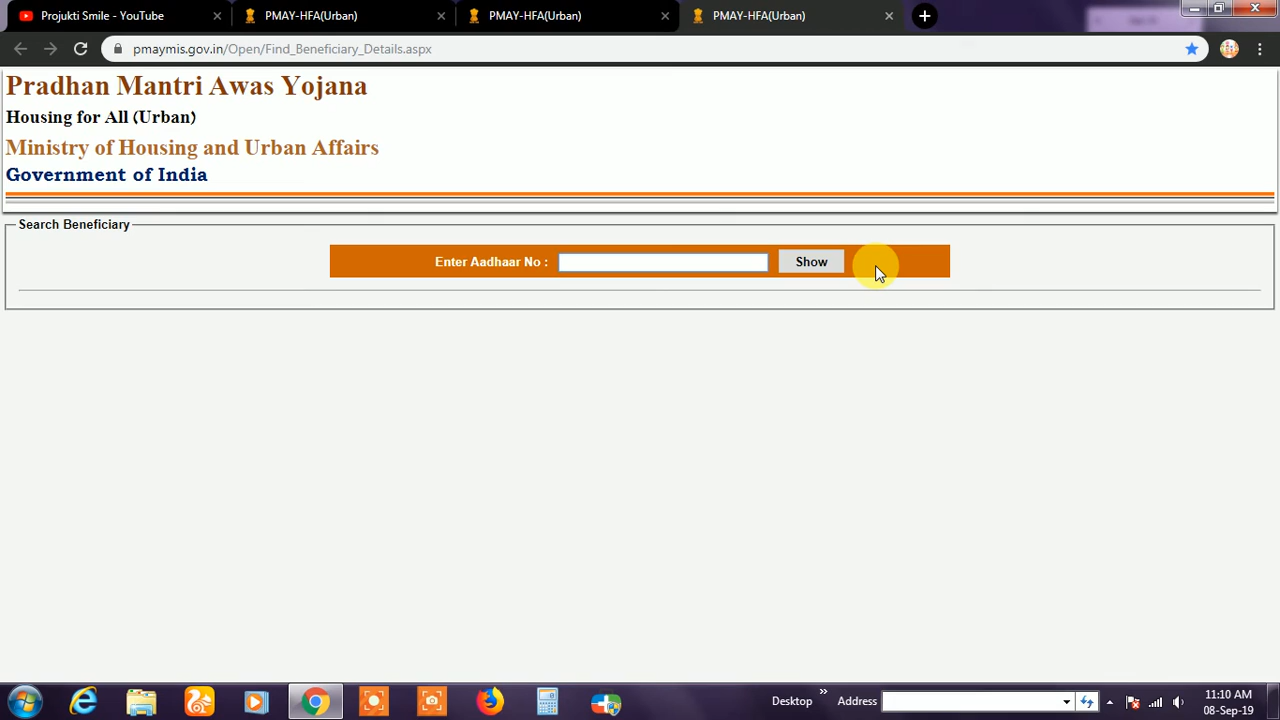 Projukti Smile - YouTube
PMAY-HFA(Urban)
PMAY-HFA(Urban)
PMAY-HFA(Urban)
pmaymis.gov.in/Open/Find_Beneficiary_Details.aspx
Pradhan Mantri Awas Yojana
Housing for All (Urban)
Ministry of Housing and Urban Affairs
Government of India
Search Beneficiary
Enter Aadhaar No :
Show
Desktop
Address
11:10 AM
08-Sep-19